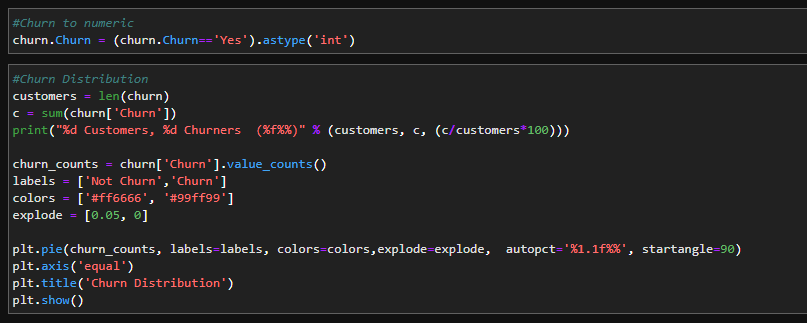 #Churn to numeric
churn.Churn = (churn.Churn=='Yes').astype('int')
#Churn Distribution
customers = len(churn)
c = sum(churn['Churn'])
print("%d Customers, %d Churners  (%f%%)" % (customers, c, (c/customers*100)))
churn_counts = churn['Churn'].value_counts()
labels = ['Not Churn','Churn']
colors = ['#ff6666', '#99ff99']
explode = [0.05, 0]
plt.pie(churn_counts, labels=labels, colors=colors,explode=explode,  autopct='%1.1f%%', startangle=90)
plt.axis('equal')
plt.title('Churn Distribution')
plt.show()